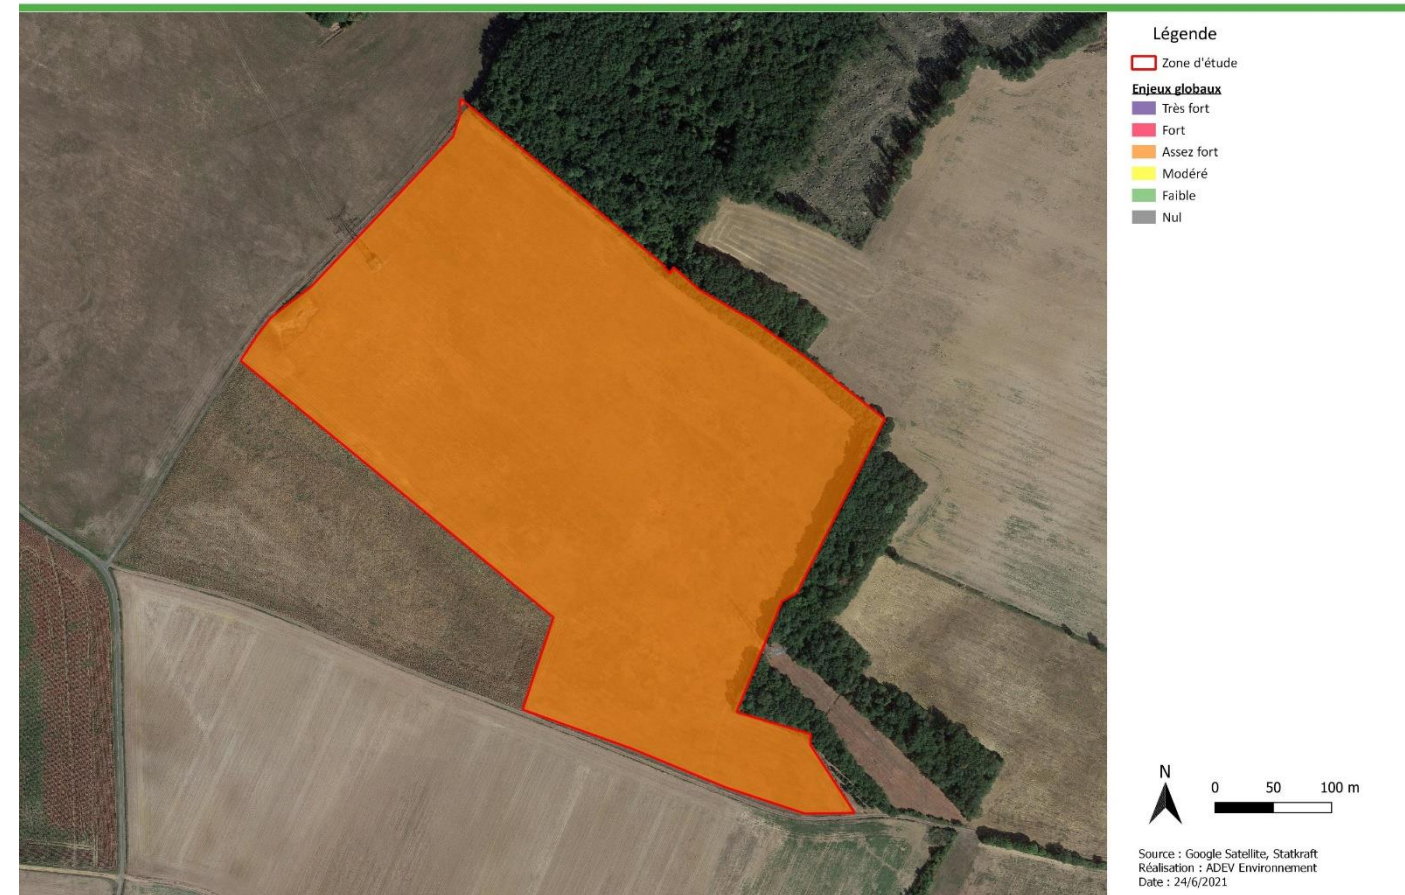 Légende
Zone d'étude
Enjeux globaux
Très fort
Fort
Assez fort
Modéré
Faible
Nul
N
0 50 100 m
Source : Google Satellite, Statkraft
Réalisation : ADEV Environnement
Date : 24/6/2021